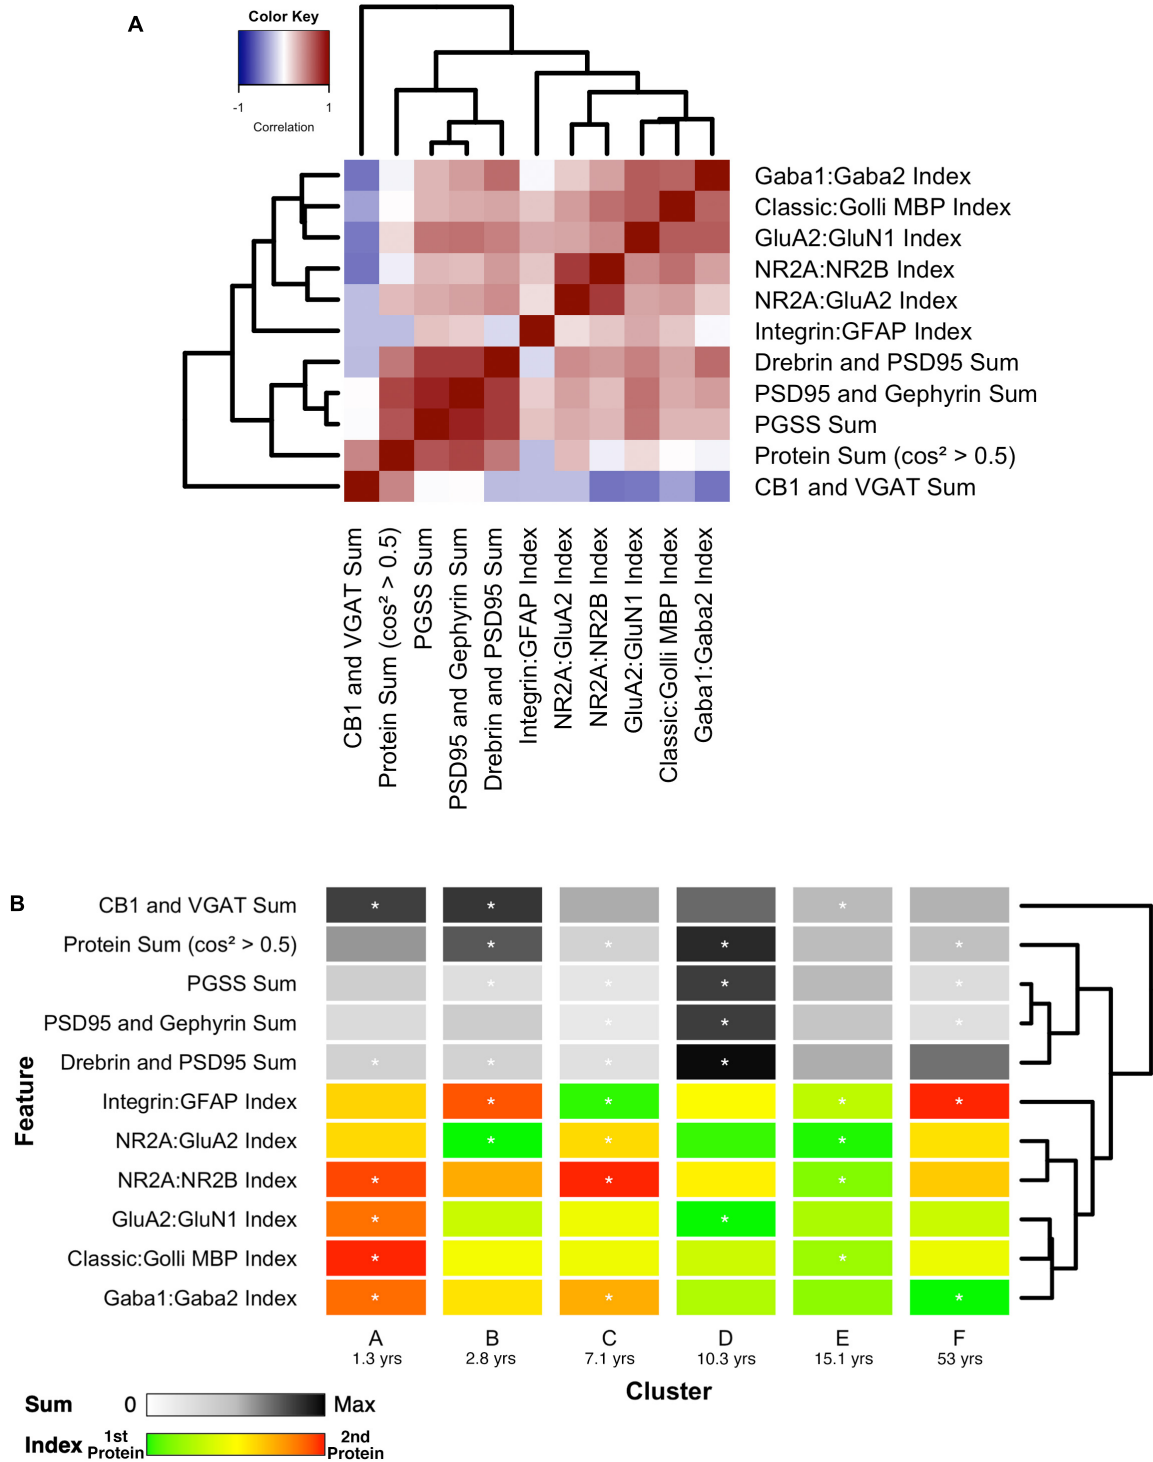 A
Color Key
-1 1
Correlation
Gaba1:Gaba2 Index
Classic:Golli MBP Index
GluA2:GluN1 Index
NR2A:NR2B Index
NR2A:GluA2 Index
Integrin:GFAP Index
Drebrin and PSD95 Sum
PSD95 and Gephyrin Sum
PGSS Sum
Protein Sum (cos² > 0.5)
CB1 and VGAT Sum
CB1 and VGAT Sum
Protein Sum (cos² > 0.5)
PGSS Sum
PSD95 and Gephyrin Sum
Drebrin and PSD95 Sum
Integrin:GFAP Index
NR2A:GluA2 Index
NR2A:NR2B Index
GluA2:GluN1 Index
Classic:Golli MBP Index
Gaba1:Gaba2 Index
B
Feature
CB1 and VGAT Sum * * *
Protein Sum (cos² > 0.5) * * * *
PGSS Sum * * * *
PSD95 and Gephyrin Sum * * *
Drebrin and PSD95 Sum * * * *
Integrin:GFAP Index * * * *
NR2A:GluA2 Index * * *
NR2A:NR2B Index * * *
GluA2:GluN1 Index * *
Classic:Golli MBP Index * *
Gaba1:Gaba2 Index * * *
A B C D E F
1.3 yrs 2.8 yrs 7.1 yrs 10.3 yrs 15.1 yrs 53 yrs
Cluster
Sum 0 Max
Index 1st Protein 2nd Protein